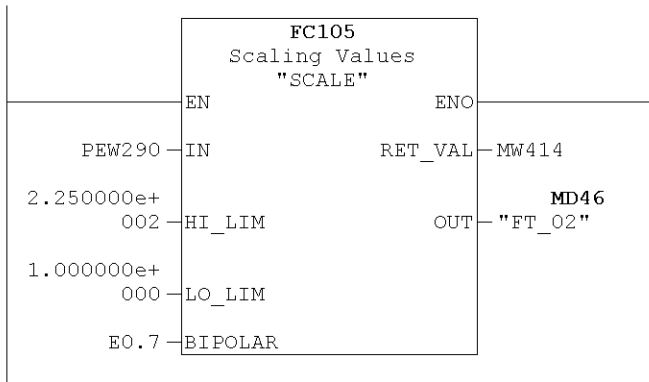 FC105
Scaling Values
"SCALE"
EN ENO
PEW290 IN RET_VAL MW414
2.250000e+
002 HI_LIM
MD46
OUT "FT_02"
1.000000e+
000 LO_LIM
E0.7 BIPOLAR